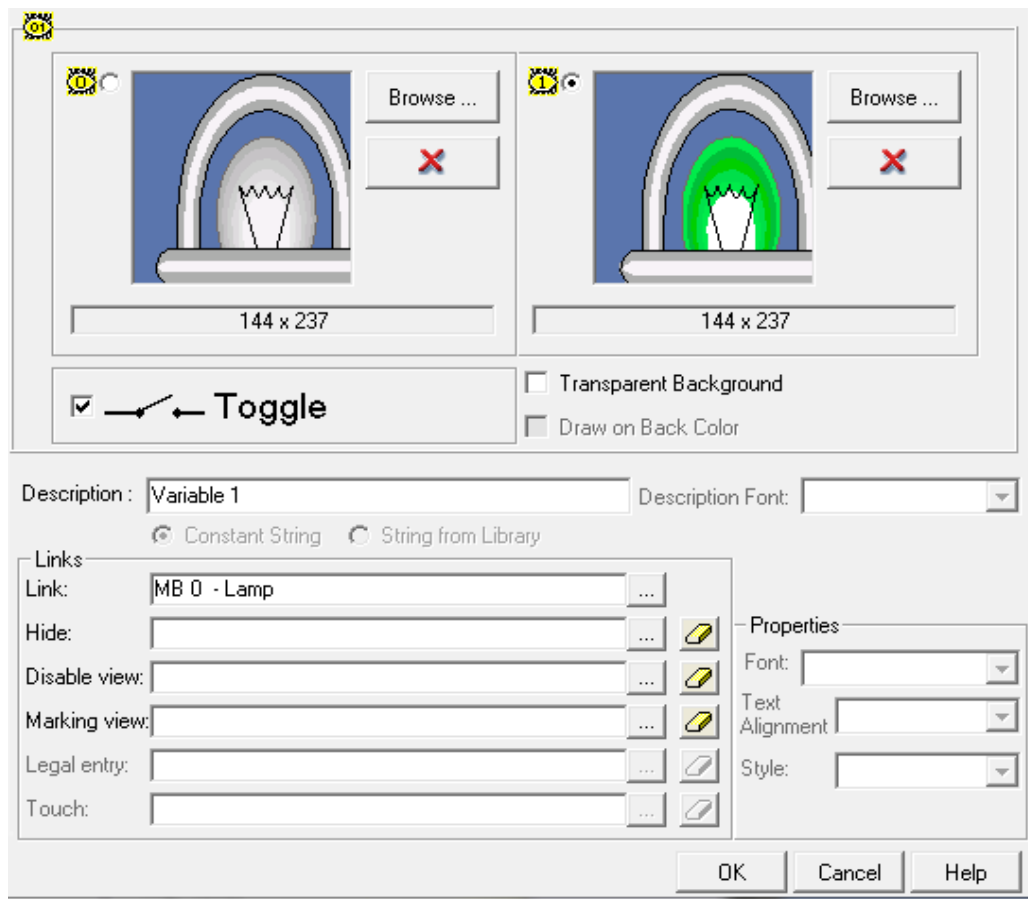 01
0
Browse ...
1
Browse ...
144 x 237
144 x 237
Toggle
Transparent Background
Draw on Back Color
Description : Variable 1 Description Font:
Constant String String from Library
Links
Link: MB 0 - Lamp ...
Hide: ...
Disable view: ...
Marking view: ...
Legal entry: ...
Touch: ...
Properties
Font:
Text
Alignment
Style:
OK Cancel Help